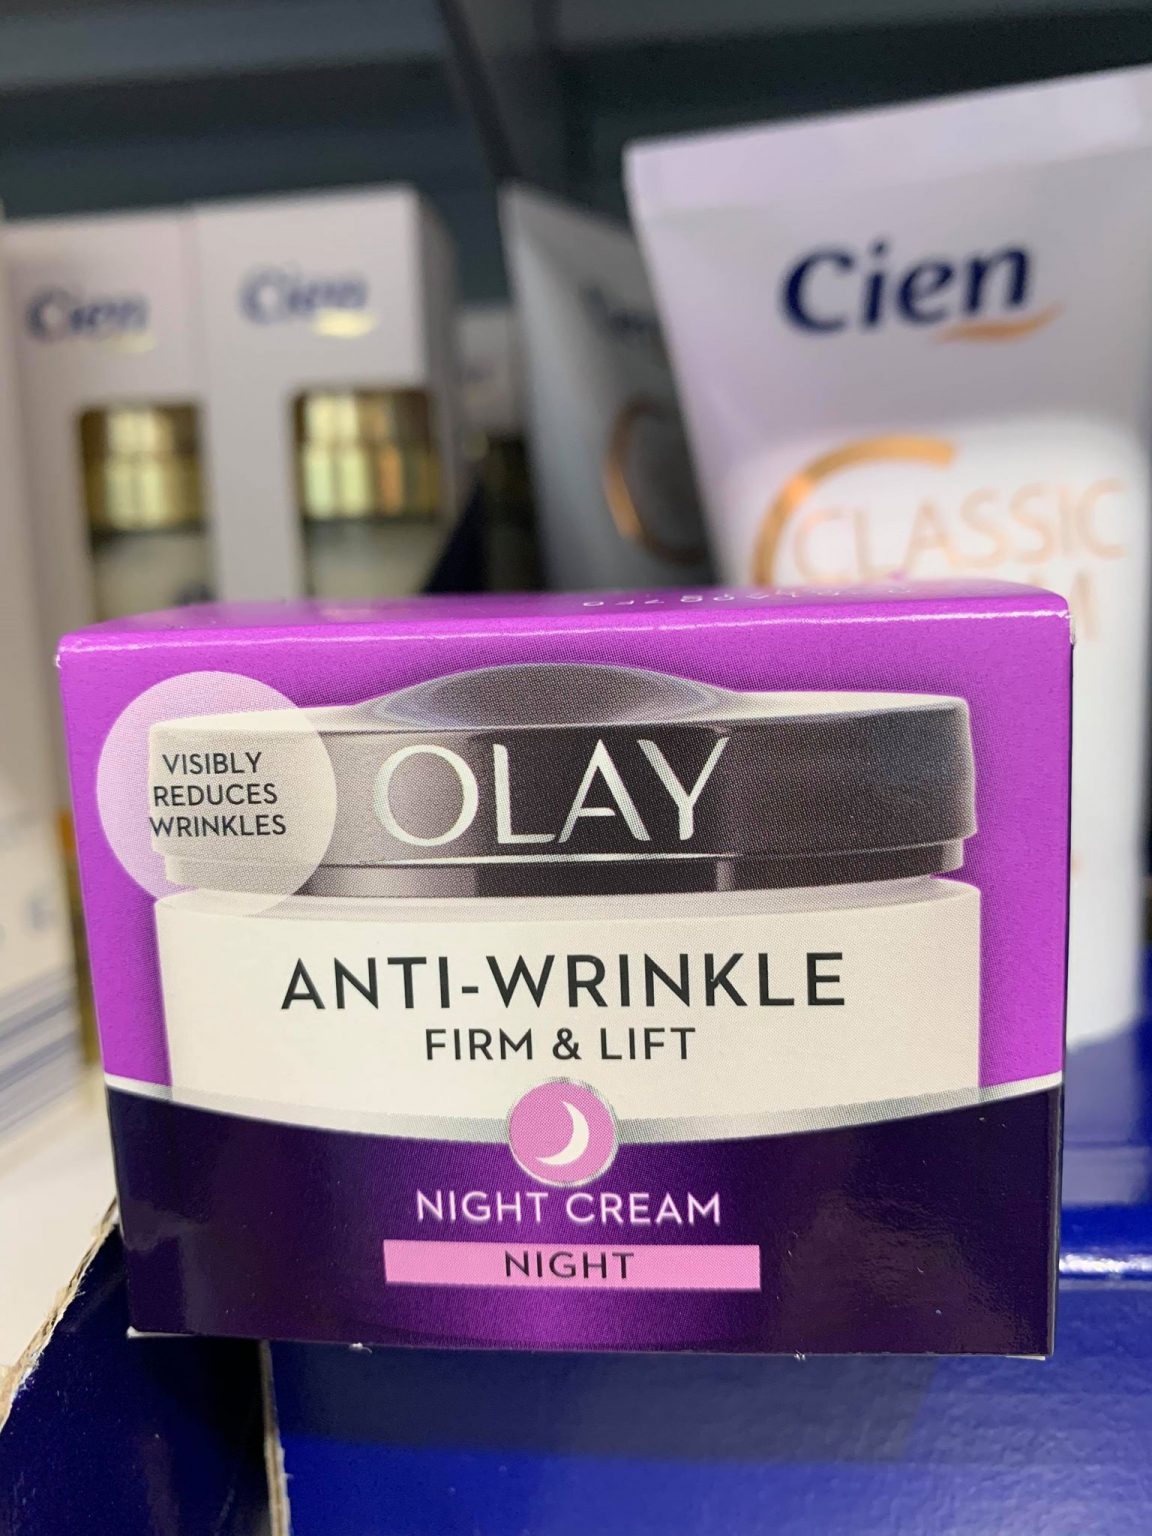 Cien
Cien
Cien
CLASSIC
VISIBLY
REDUCES
WRINKLES
OLAY
ANTI-WRINKLE
FIRM & LIFT
NIGHT CREAM
NIGHT